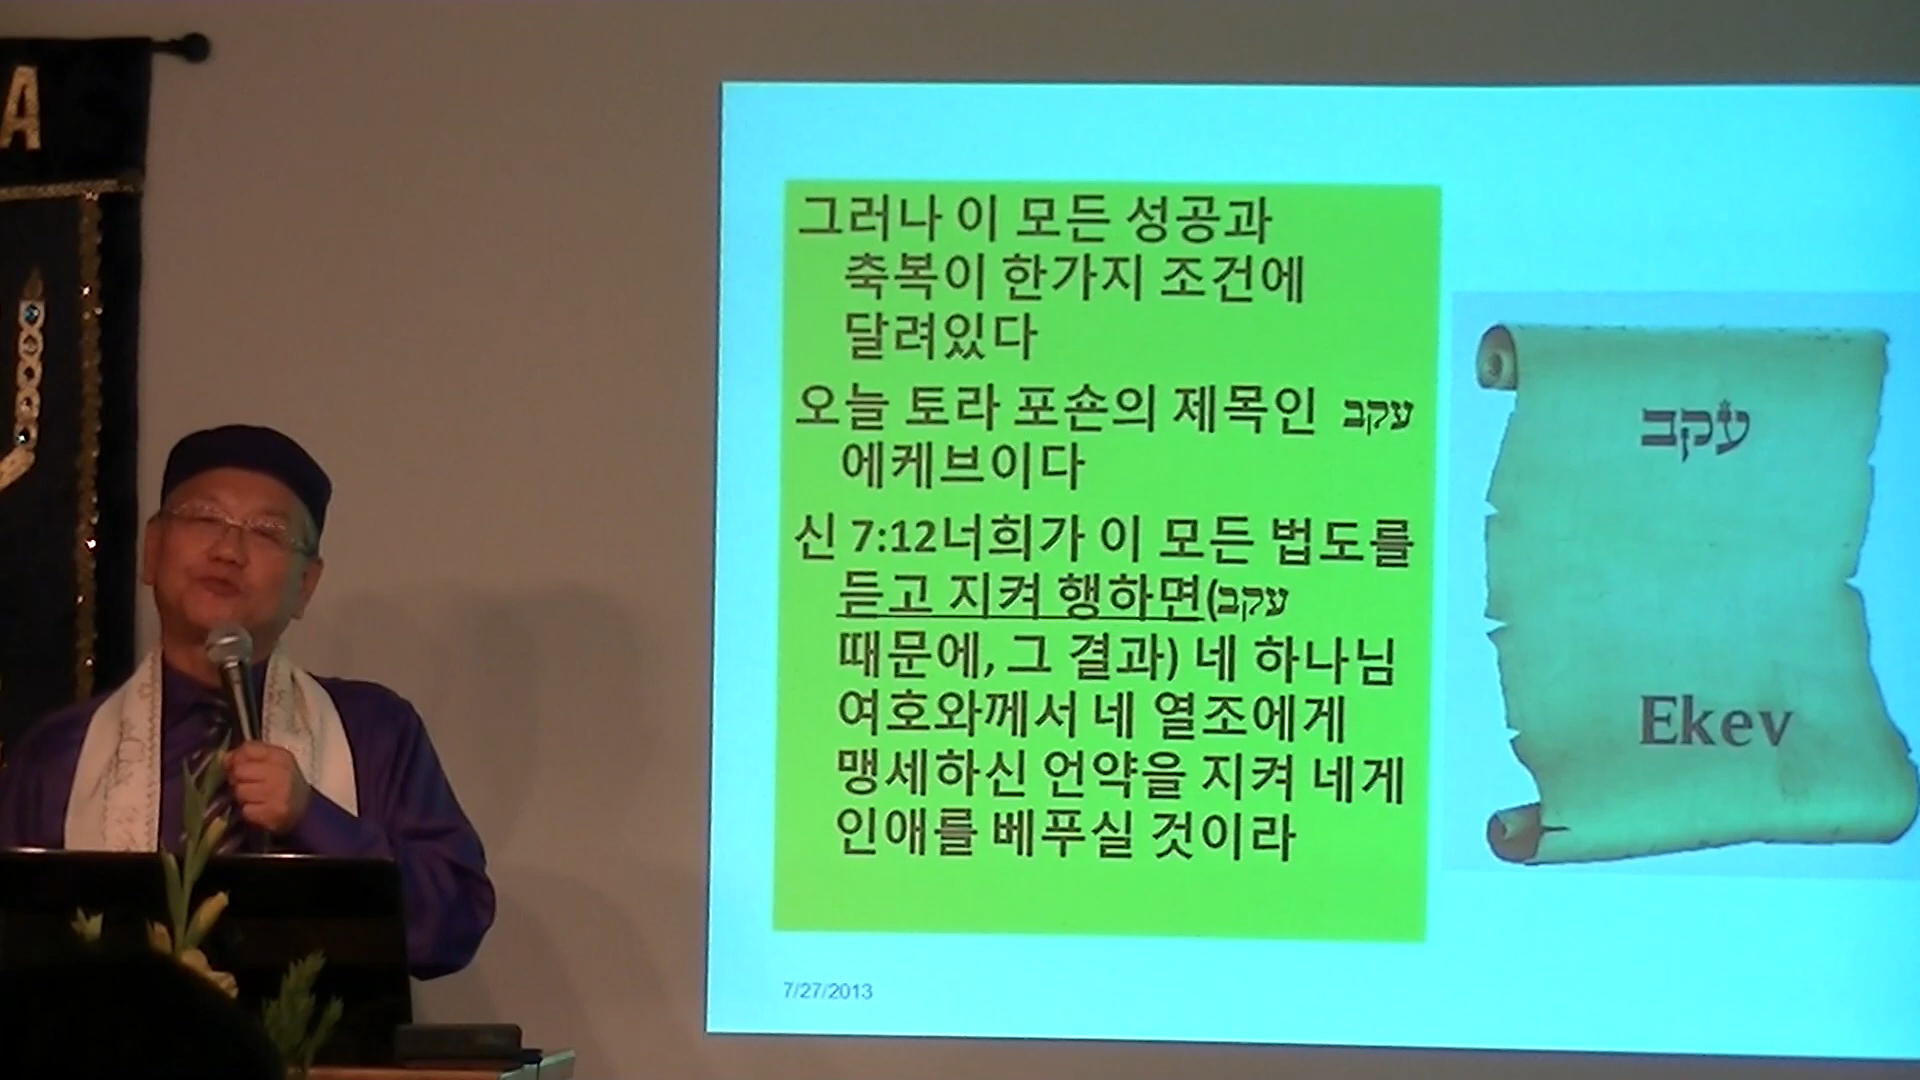 A
그러나 이 모든 성공과
축복이 한가지 조건에
달려있다
오늘 토라 포숀의 제목인 עקב
에케브이다
신 7:12너희가 이 모든 법도를
듣고 지켜 행하면(עקב
때문에, 그 결과) 네 하나님
여호와께서 네 열조에게
맹세하신 언약을 지켜 네게
인애를 베푸실 것이라
7/27/2013
עקב
Ekev